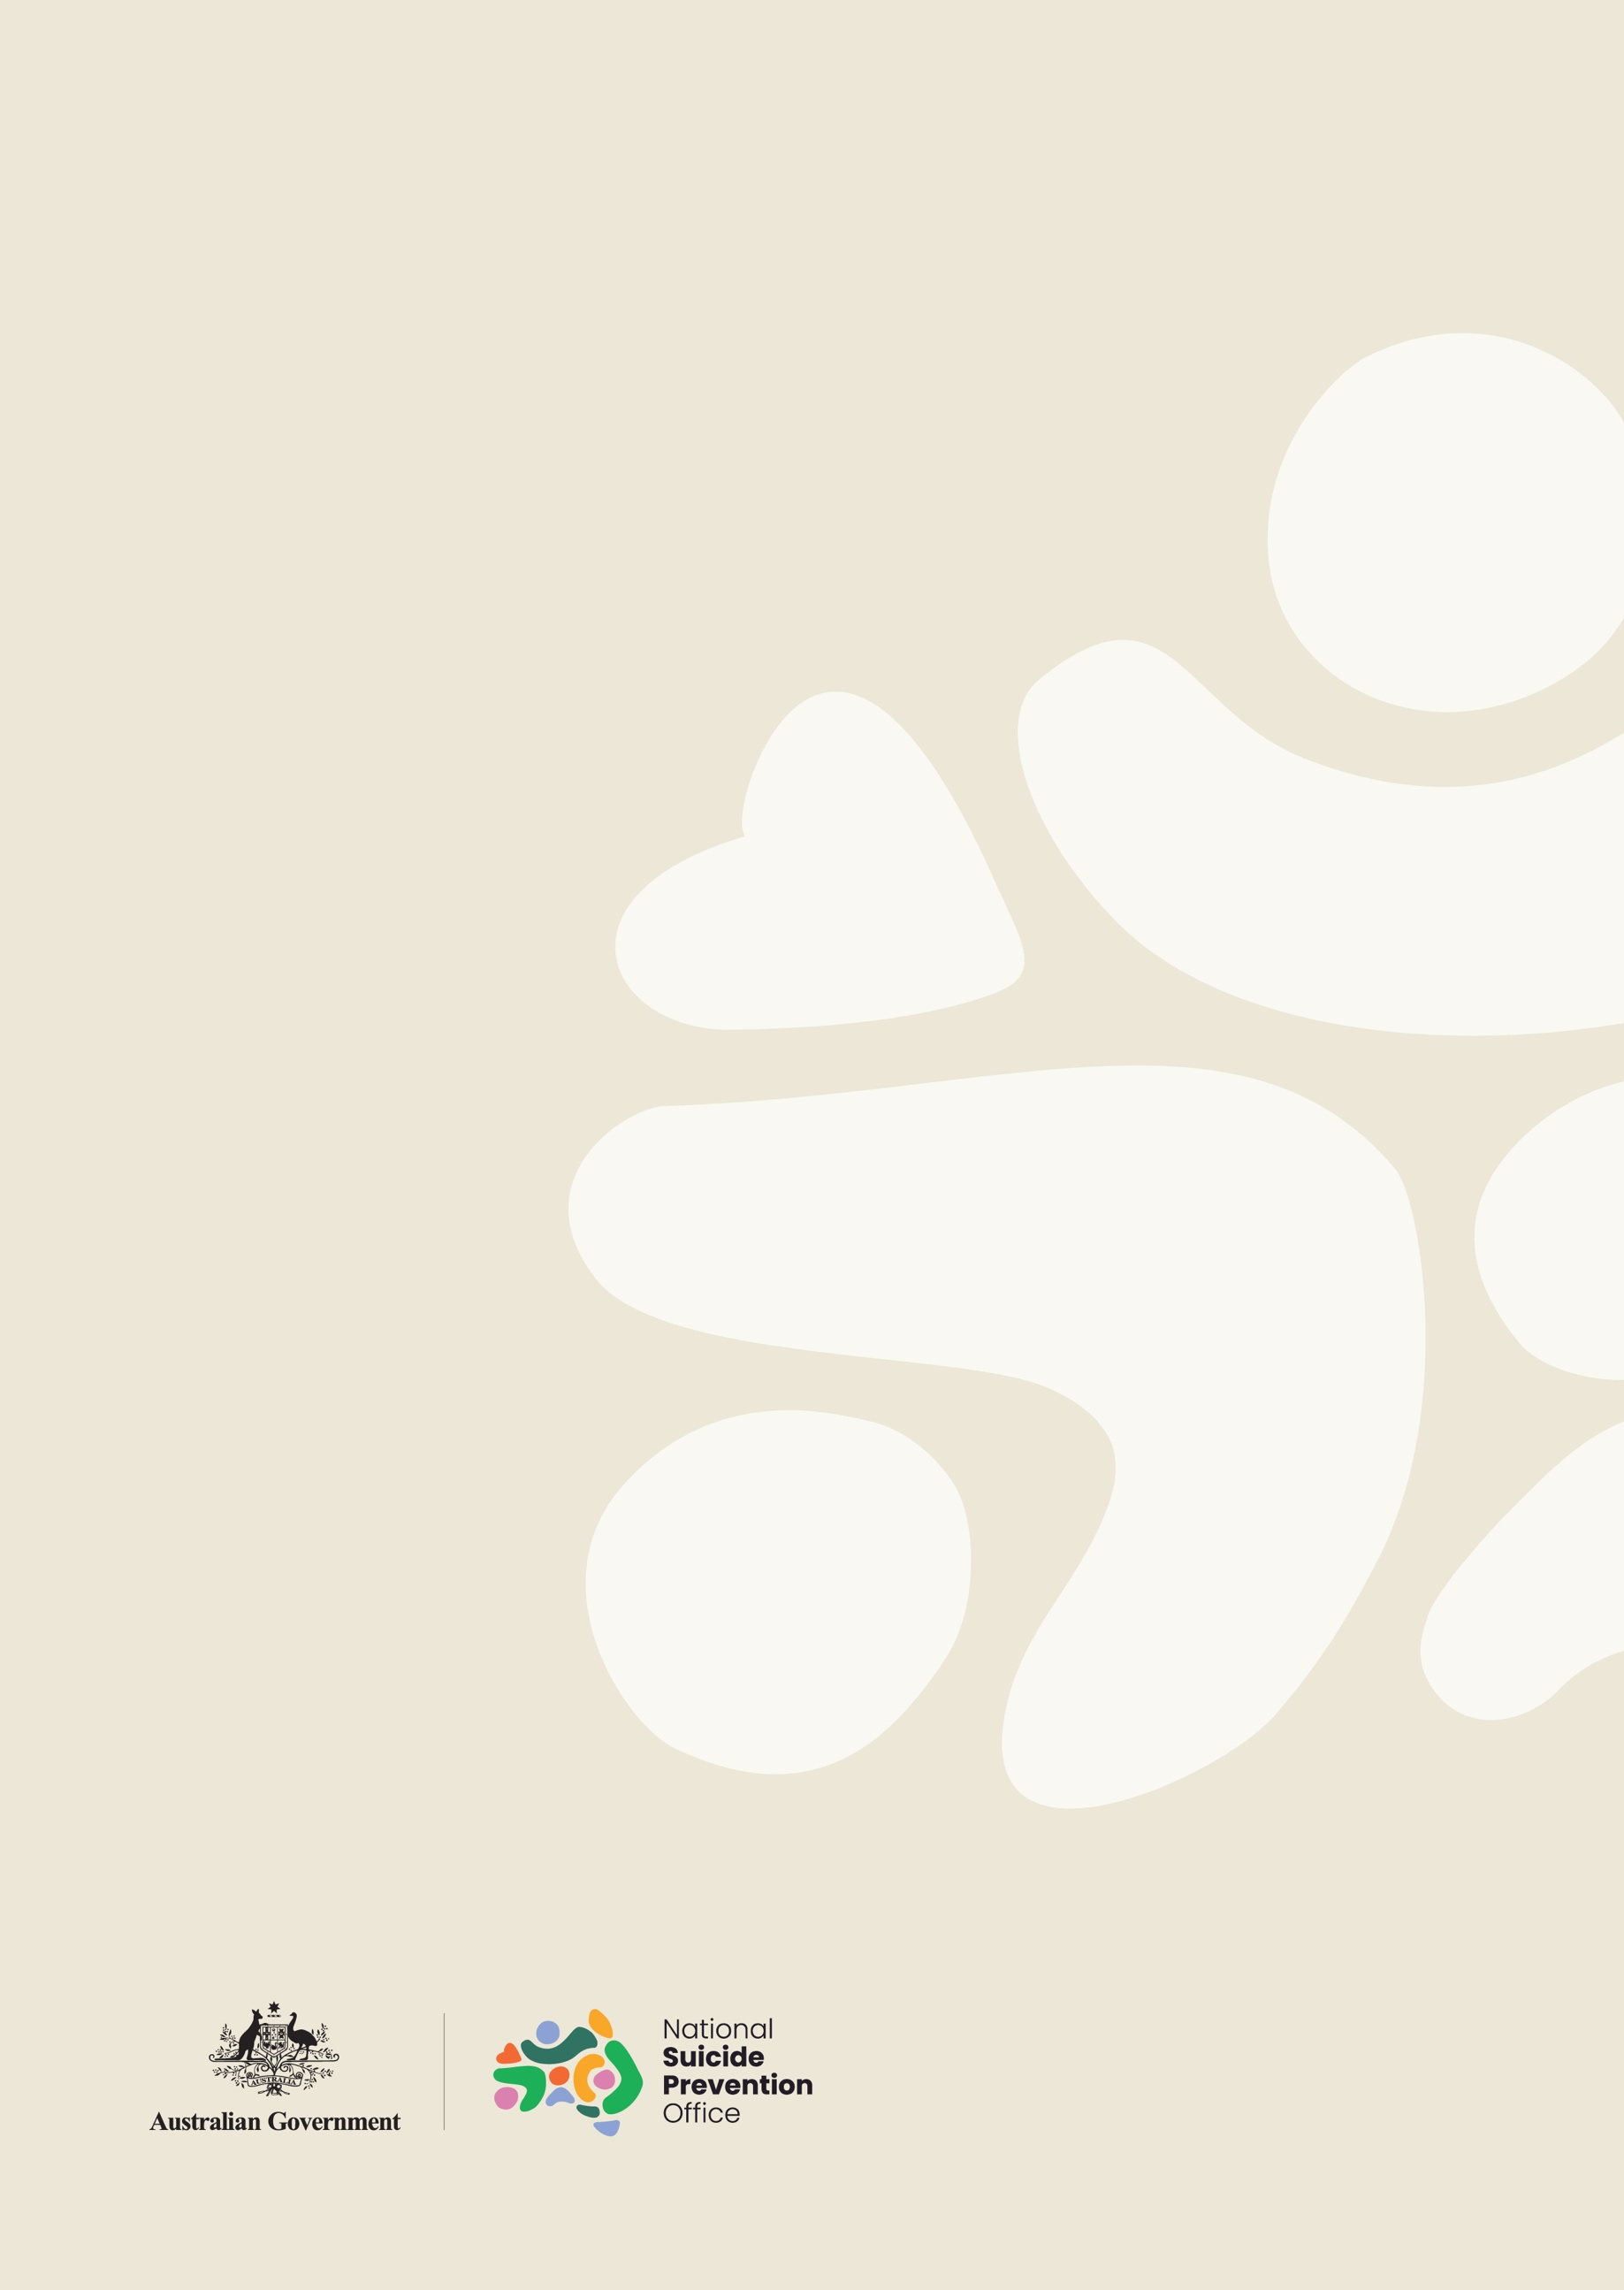 AUSTRALIA
Australian Government
National
Suicide
Prevention
Office